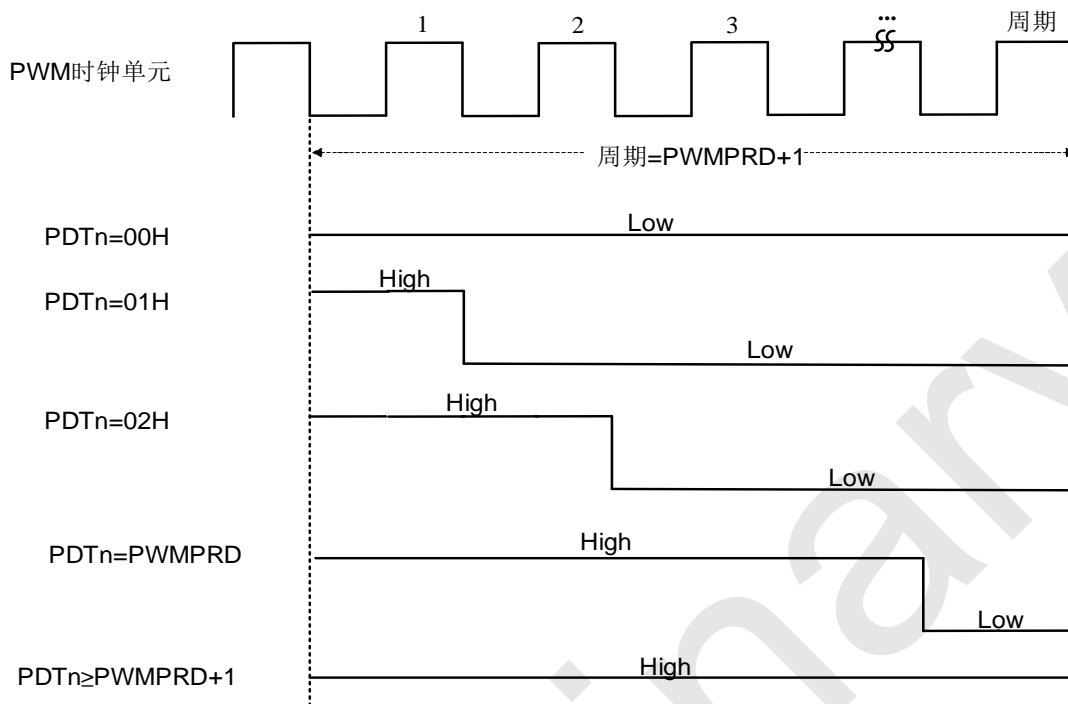 1 2 3 ... 周期
PWM时钟单元
周期=PWMPRD+1
PDTn=00H Low
PDTn=01H High Low
PDTn=02H High Low
PDTn=PWMPRD High Low
PDTn≥PWMPRD+1 High